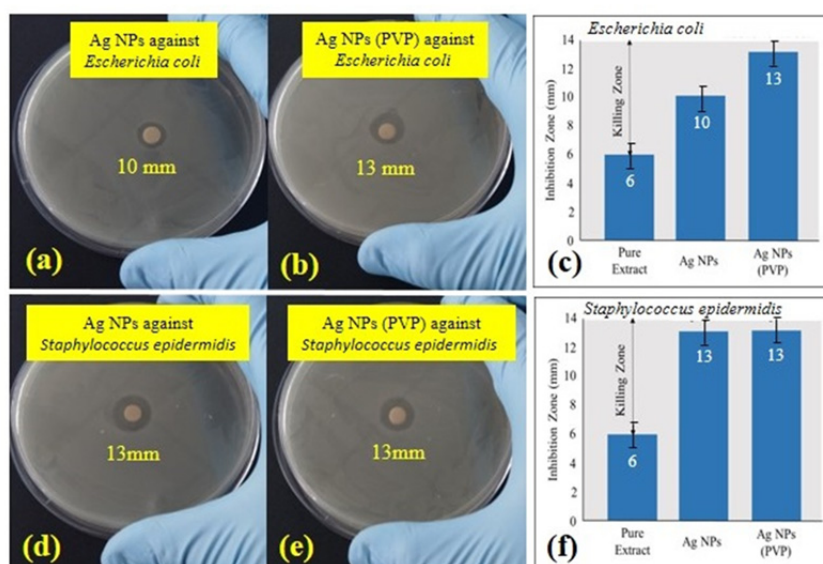 Ag NPs against
Escherichia coli
10 mm
(a)
Ag NPs (PVP) against
Escherichia coli
13 mm
(b)
Escherichia coli
Inhibition Zone (mm)
14
12
10
8
6
4
2
0
Killing Zone
6
10
13
Pure
Extract
Ag NPs
Ag NPs
(PVP)
(c)
Ag NPs against
Staphylococcus epidermidis
13mm
(d)
Ag NPs (PVP) against
Staphylococcus epidermidis
13mm
(e)
Staphylococcus epidermidis
Inhibition Zone (mm)
14
12
10
8
6
4
2
0
Killing Zone
6
13
13
Pure
Extract
Ag NPs
Ag NPs
(PVP)
(f)